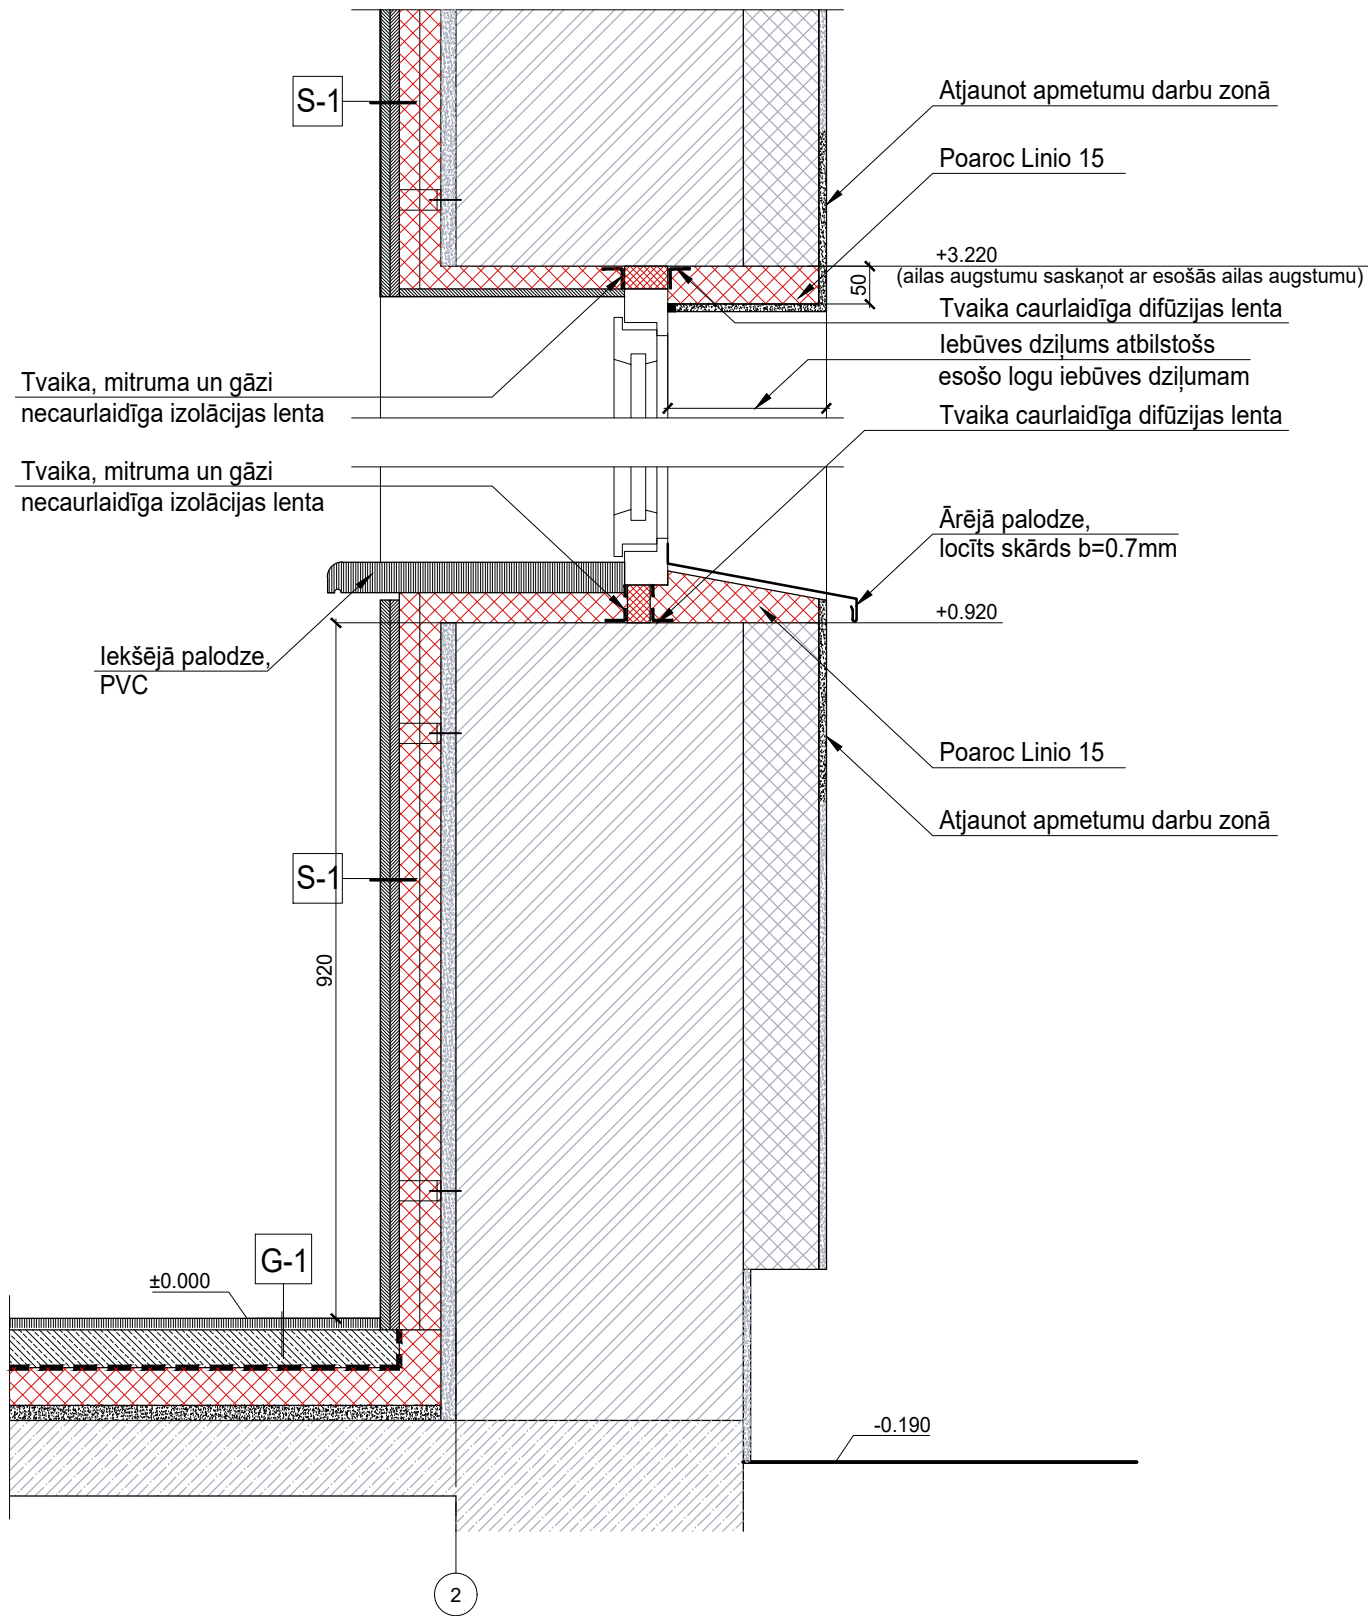 S-1
Atjaunot apmetumu darbu zonā
Poaroc Linio 15
+3.220
(ailas augstumu saskaņot ar esošās ailas augstumu)
50
Tvaika caurlaidīga difūzijas lenta
Iebūves dziļums atbilstošs
esošo logu iebūves dziļumam
Tvaika, mitruma un gāzi
necaurlaidīga izolācijas lenta
Tvaika caurlaidīga difūzijas lenta
Tvaika, mitruma un gāzi
necaurlaidīga izolācijas lenta
Ārējā palodze,
locīts skārds b=0.7mm
+0.920
Iekšējā palodze,
PVC
Poaroc Linio 15
Atjaunot apmetumu darbu zonā
S-1
920
G-1
±0.000
-0.190
2